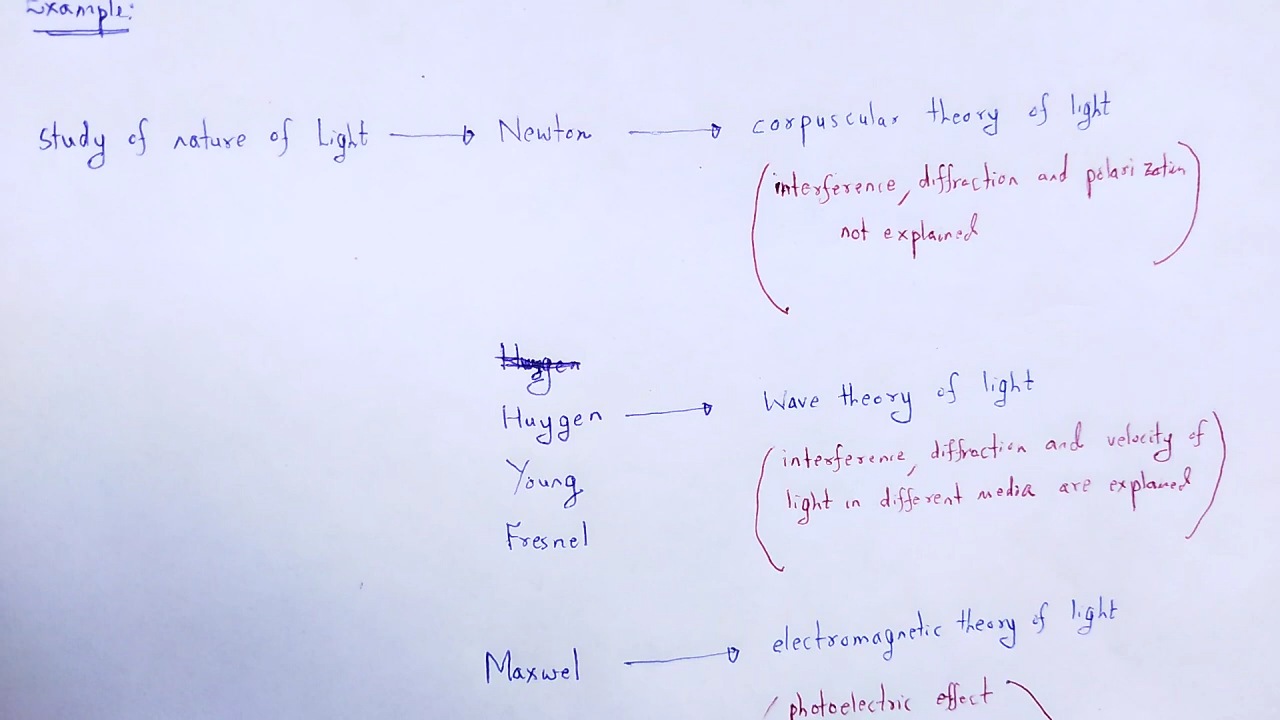 Example:
Study of nature of Light → Newton → corpuscular theory of light
(interference, diffraction and polarization
not explained)
Huygen
Huygen → Wave theory of light
(interference, diffraction and velocity of
Young
light in different media are explained)
Fresnel
Maxwel → electromagnetic theory of light
(photoelectric effect